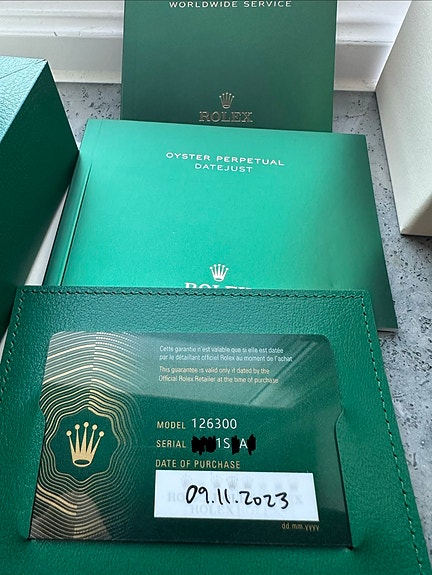 WORLDWIDE SERVICE
ROLEX
OYSTER PERPETUAL
DATEJUST
ROLEX
Cette garantie n'est valable que si elle est datée
par le détaillant officiel Rolex au moment de l'achat
This guarantee is valid only if dated by the
Official Rolex Retailer at the time of purchase
MODEL 126300
SERIAL 1S A
DATE OF PURCHASE
09.11.2023
dd.mm.yyyy